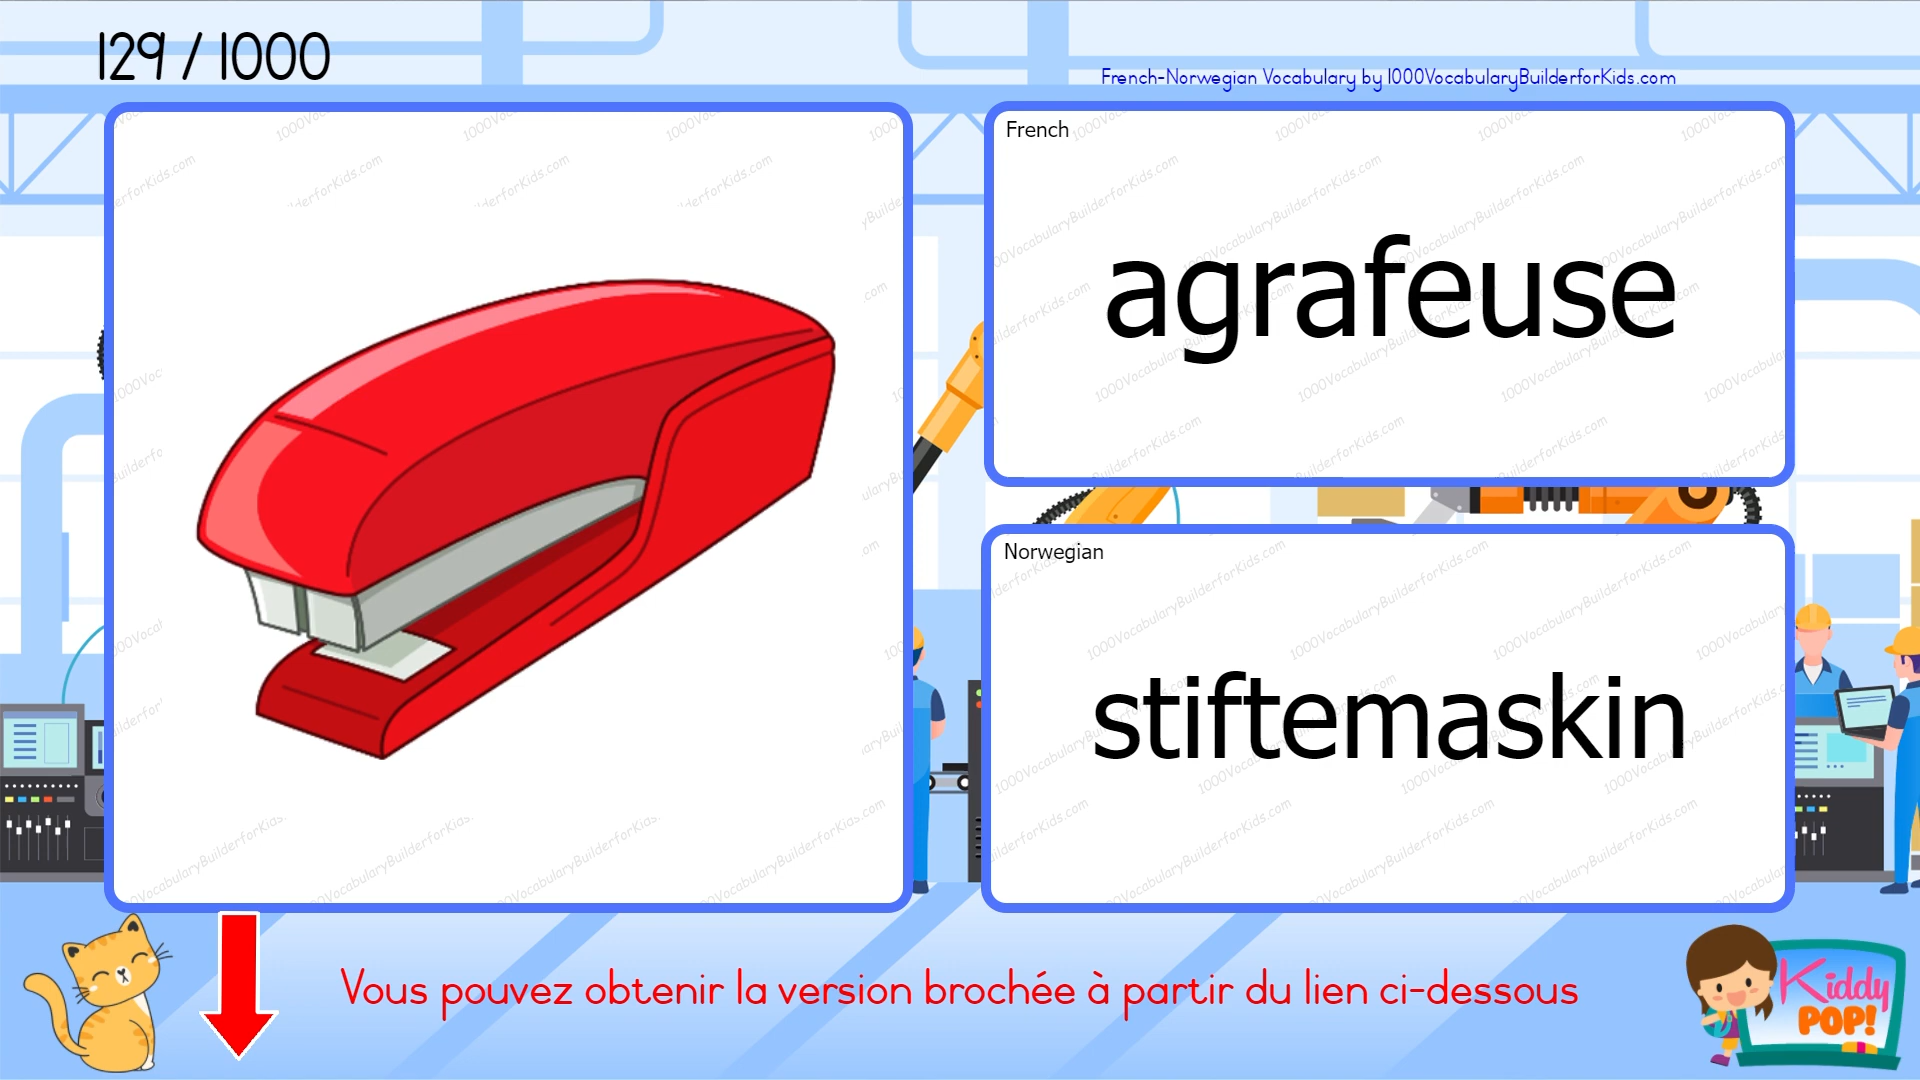 129 / 1000
French-Norwegian Vocabulary by 1000VocabularyBuilderforKids.com
French
agrafeuse
Norwegian
stiftemaskin
Vous pouvez obtenir la version brochée à partir du lien ci-dessous
Kiddy
POP!